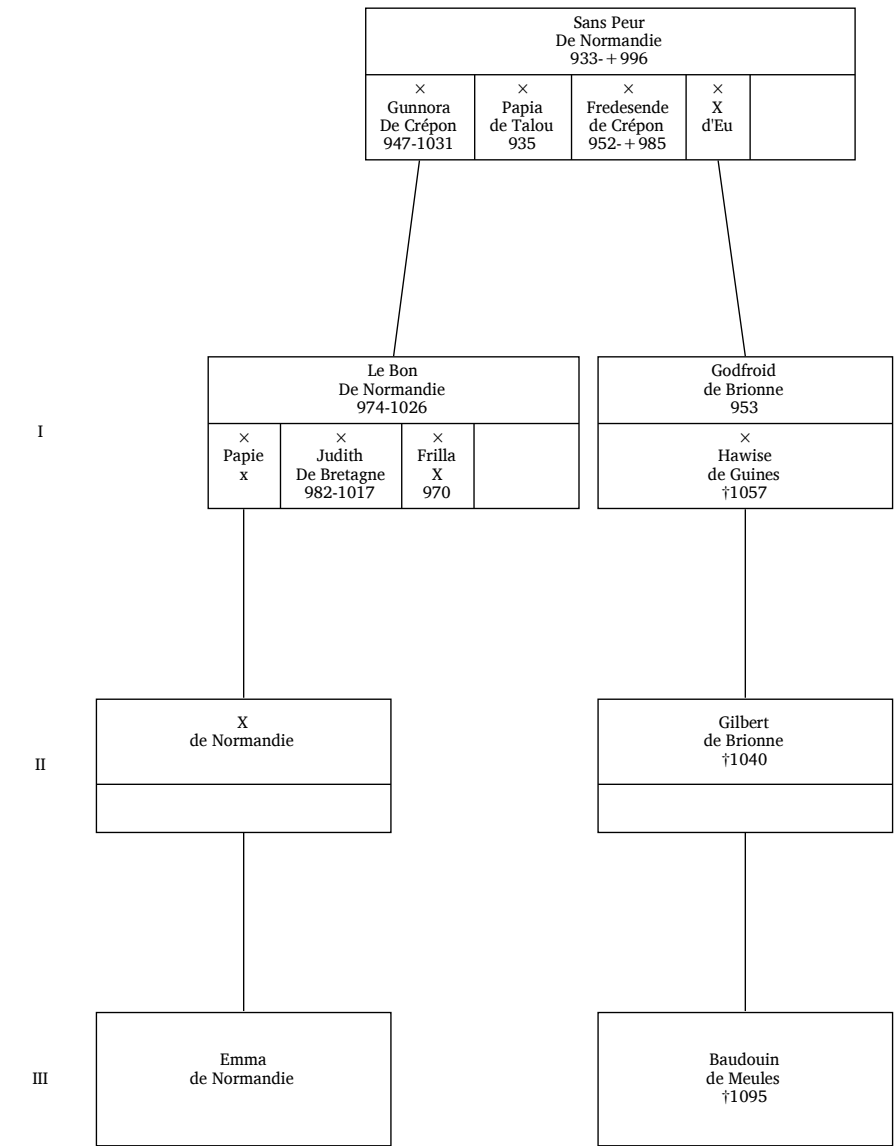 Sans Peur
De Normandie
933-+996
×
Gunnora
De Crépon
947-1031
×
Papia
de Talou
935
×
Fredesende
de Crépon
952-+985
×
X
d'Eu
I
Le Bon
De Normandie
974-1026
×
Papie
x
×
Judith
De Bretagne
982-1017
×
Frilla
X
970
Godfroid
de Brionne
953
×
Hawise
de Guines
†1057
II
X
de Normandie
Gilbert
de Brionne
†1040
III
Emma
de Normandie
Baudouin
de Meules
†1095